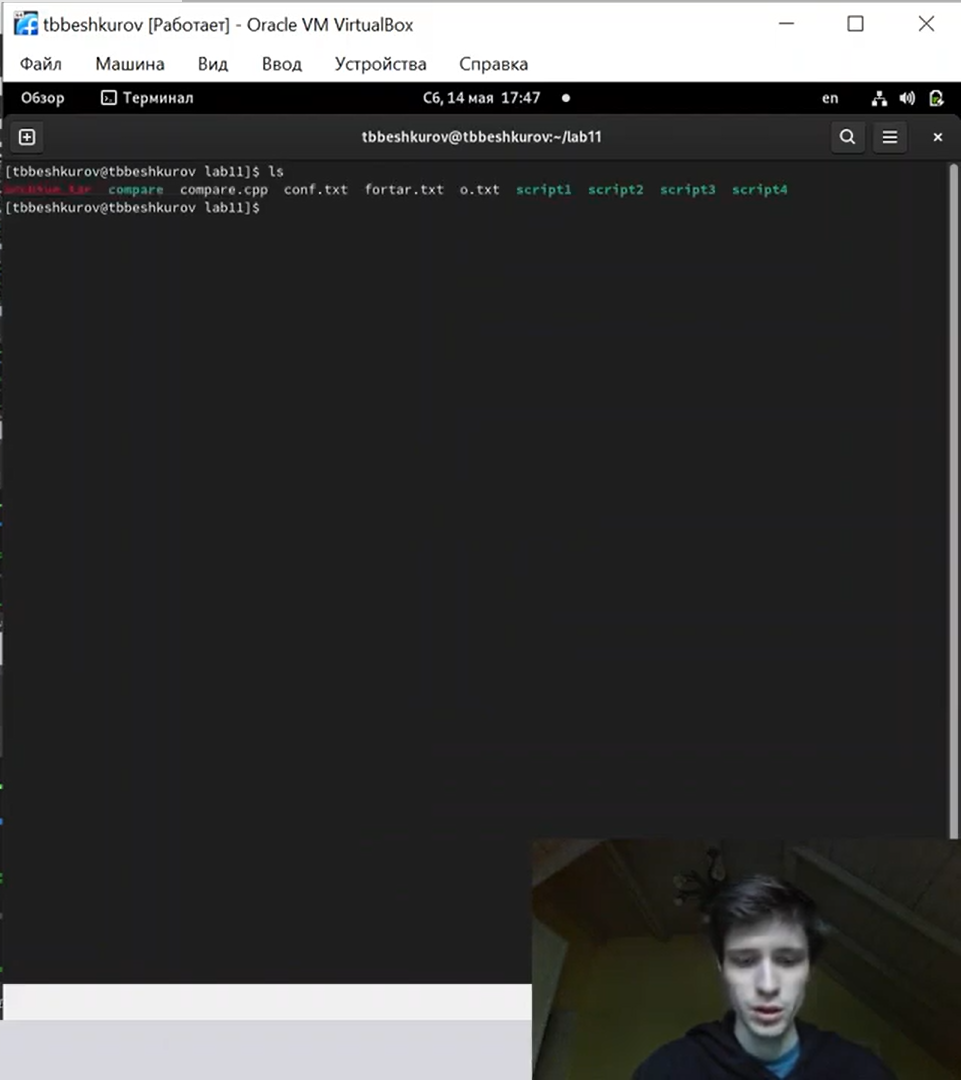 tbbeshkurov [Работает] - Oracle VM VirtualBox
Файл Машина Вид Ввод Устройства Справка
Обзор Терминал Сб, 14 мая 17:47 en
tbbeshkurov@tbbeshkurov:~/lab11
[tbbeshkurov@tbbeshkurov lab11]$ ls
compare compare.cpp conf.txt fortar.txt o.txt script1 script2 script3 script4
[tbbeshkurov@tbbeshkurov lab11]$